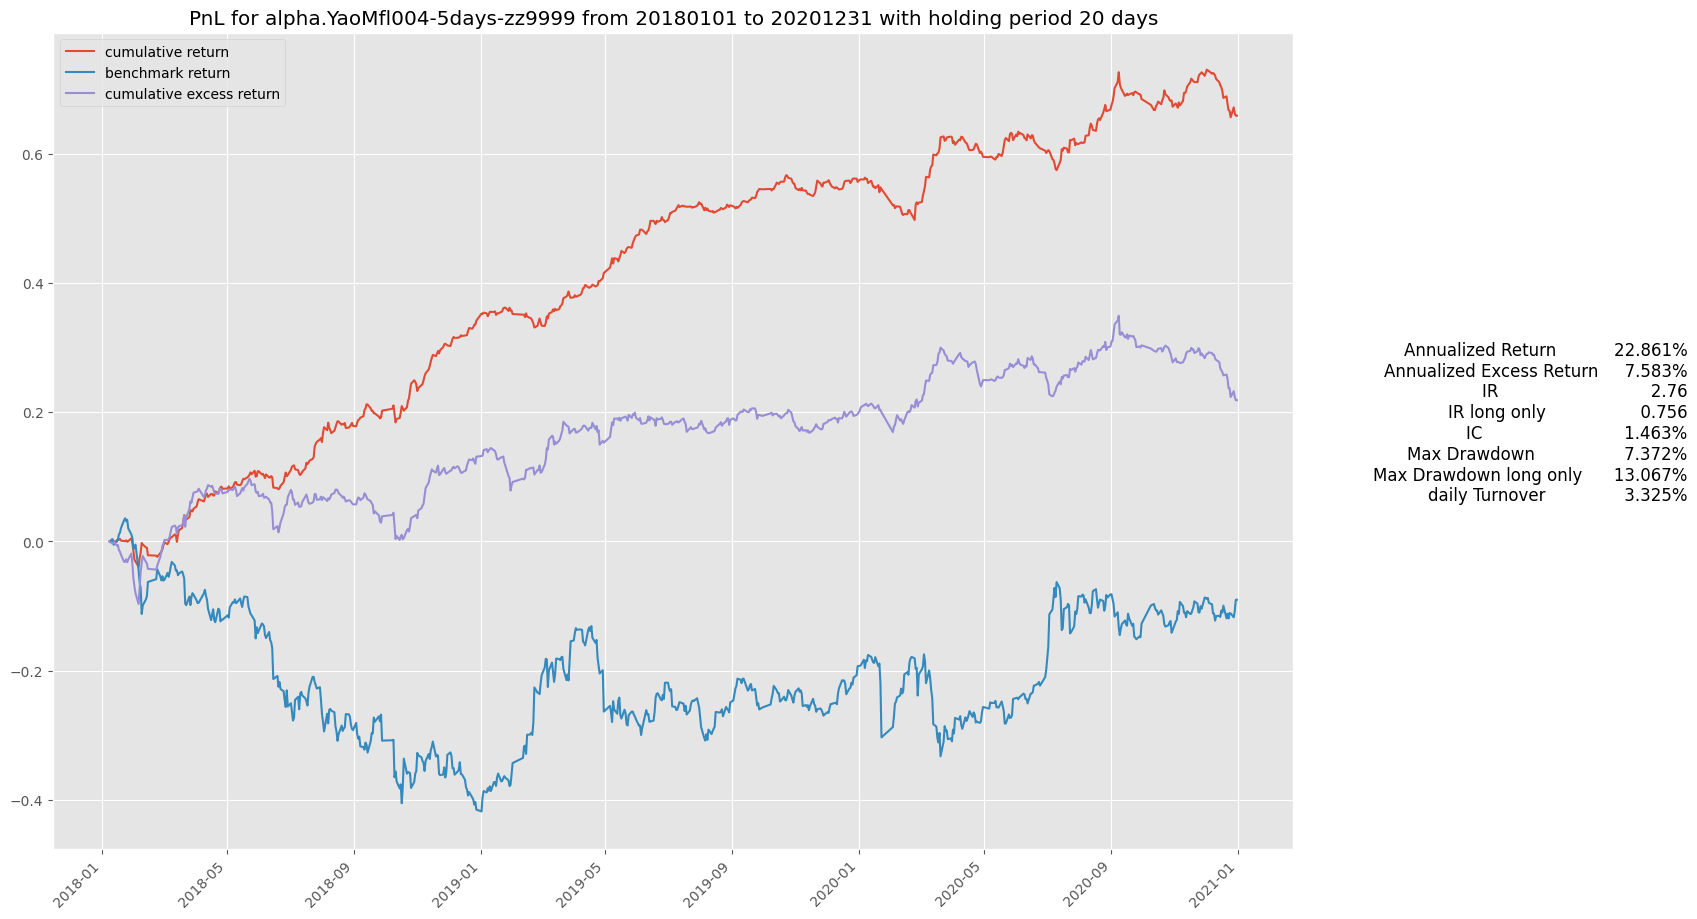 PnL for alpha.YaoMfl004-5days-zz9999 from 20180101 to 20201231 with holding period 20 days
cumulative return
benchmark return
cumulative excess return
0.6
0.4
0.2
0.0
−0.2
−0.4
2018-01
2018-05
2018-09
2019-01
2019-05
2019-09
2020-01
2020-05
2020-09
2021-01
Annualized Return 22.861%
Annualized Excess Return 7.583%
IR 2.76
IR long only 0.756
IC 1.463%
Max Drawdown 7.372%
Max Drawdown long only 13.067%
daily Turnover 3.325%